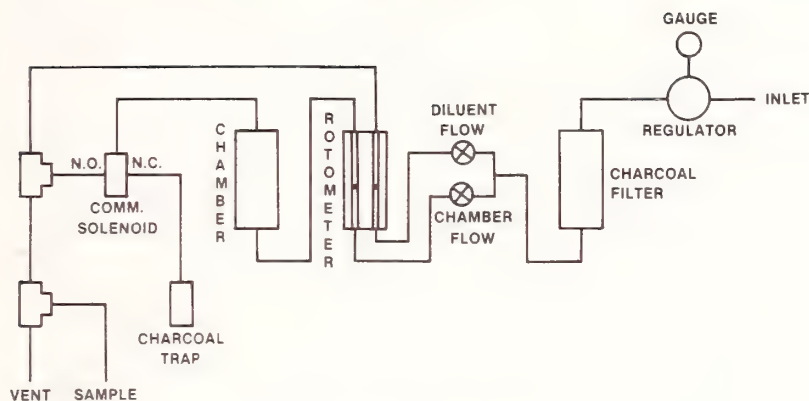 GAUGE
INLET
REGULATOR
DILUENT
FLOW
CHAMBER
ROTOMETER
CHARCOAL
FILTER
N.O.
N.C.
COMM.
SOLENOID
CHAMBER
FLOW
CHARCOAL
TRAP
VENT
SAMPLE